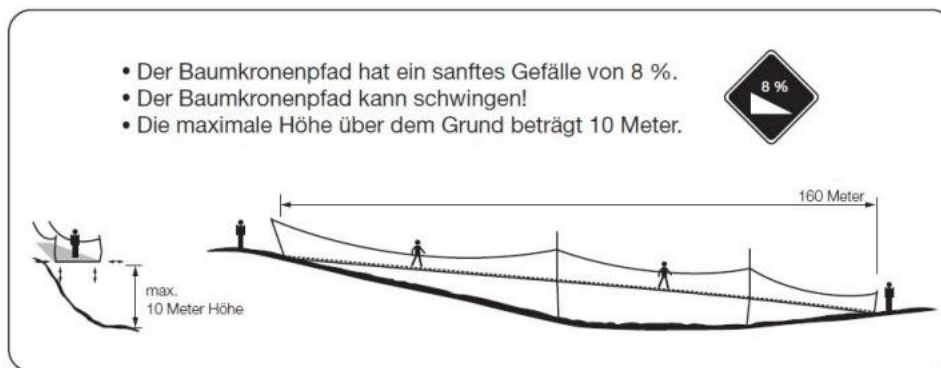 • Der Baumkronenpfad hat ein sanftes Gefälle von 8 %.
• Der Baumkronenpfad kann schwingen!
• Die maximale Höhe über dem Grund beträgt 10 Meter.
8 %
160 Meter
max.
10 Meter Höhe